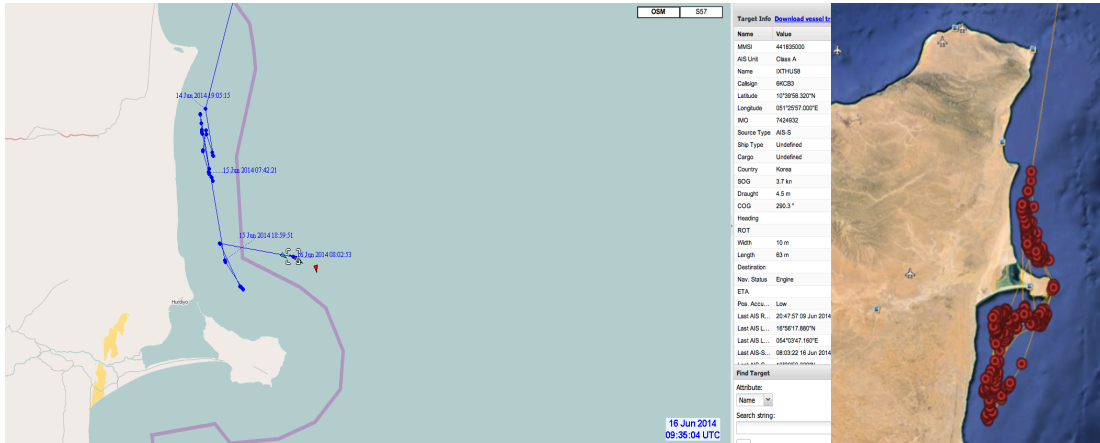 OSM S57
14 Jun 2014 19:05:15
15 Jun 2014 07:42:21
15 Jun 2014 18:59:51
16 Jun 2014 08:02:53
Hurdiyo
16 Jun 2014
09:35:04 UTC
Target Info Download vessel tr
Name Value
MMSI 441835000
AIS Unit Class A
Name IXTHUS8
Callsign 6KCB3
Latitude 10°39'58.320"N
Longitude 051°25'57.000"E
IMO 7424932
Source Type AIS-S
Ship Type Undefined
Cargo Undefined
Country Korea
SOG 3.7 kn
Draught 4.5 m
COG 290.3 °
Heading
ROT
Width 10 m
Length 63 m
Destination
Nav. Status Engine
ETA
Pos. Accu... Low
Last AIS R... 20:47:57 09 Jun 2014
Last AIS L... 16°56'17.880"N
Last AIS L... 054°03'47.160"E
Last AIS-S... 08:03:22 16 Jun 2014
Find Target
Attribute:
Name
Search string: